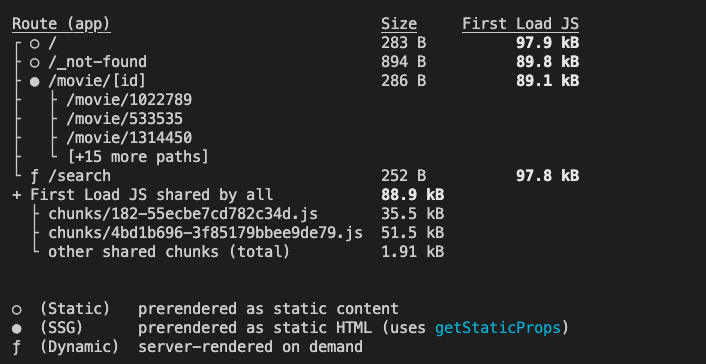 Route (app)                              Size     First Load JS
┌ ○ /                                    283 B          97.9 kB
├ ○ /_not-found                          894 B          89.8 kB
├ ● /movie/[id]                          286 B          89.1 kB
├   ├ /movie/1022789
├   ├ /movie/533535
├   ├ /movie/1314450
├   └ [+15 more paths]
└ ƒ /search                              252 B          97.8 kB
+ First Load JS shared by all            88.9 kB
  ├ chunks/182-55ecbe7cd782c34d.js       35.5 kB
  ├ chunks/4bd1b696-3f85179bbee9de79.js  51.5 kB
  └ other shared chunks (total)          1.91 kB
○  (Static)   prerendered as static content
●  (SSG)      prerendered as static HTML (uses getStaticProps)
ƒ  (Dynamic)  server-rendered on demand